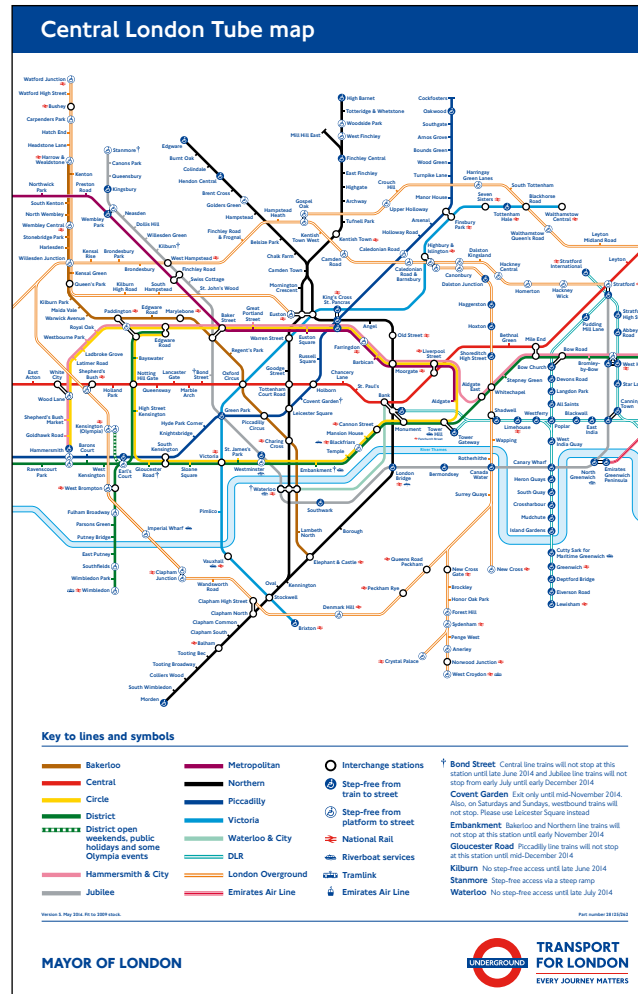 Central London Tube map
Watford Junction
Watford High Street
Bushey
Carpenders Park
Hatch End
Headstone Lane
Harrow &
Wealdstone
Kenton
Northwick
Park
Preston
Road
South Kenton
North Wembley
Wembley Central
Stonebridge Park
Harlesden
Willesden Junction
Kensal Green
Queen's Park
Kilburn Park
Maida Vale
Warwick Avenue
Stanmore †
Canons Park
Queensbury
Kingsbury
Wembley
Park
Neasden
Dollis Hill
Willesden Green
Kilburn †
West Hampstead
Finchley Road
Swiss Cottage
St. John's Wood
Kensal
Rise
Brondesbury
Park
Brondesbury
Kilburn
High Road
South
Hampstead
Edgware
Burnt Oak
Colindale
Hendon Central
Brent Cross
Golders Green
Hampstead
Finchley Road
& Frognal
Belsize Park
Chalk Farm
Camden Town
Mornington
Crescent
Hampstead
Heath
Gospel
Oak
Kentish
Town West
Camden
Road
High Barnet
Totteridge & Whetstone
Woodside Park
Mill Hill East
West Finchley
Finchley Central
East Finchley
Highgate
Archway
Tufnell Park
Kentish Town
Crouch
Hill
Upper Holloway
Cockfosters
Oakwood
Southgate
Arnos Grove
Bounds Green
Wood Green
Turnpike Lane
Manor House
Arsenal
Holloway Road
Caledonian Road
Finsbury
Park
Harringay
Green Lanes
Seven
Sisters
South Tottenham
Blackhorse
Road
Tottenham
Hale
Walthamstow
Central
Walthamstow
Queen's Road
Leyton
Midland Road
Leyton
Highbury &
Islington
Caledonian
Road &
Barnsbury
Canonbury
Dalston
Kingsland
Dalston Junction
Hackney
Central
Homerton
Hackney
Wick
Stratford
International
Stratford
Haggerston
Hoxton
Shoreditch
High Street
Bethnal
Green
Mile End
Bow Road
Bow Church
Stepney Green
Whitechapel
Pudding
Mill Lane
Bromley-
by-Bow
Devons Road
Langdon Park
All Saints
Paddington
Edgware
Road
Marylebone
Baker
Street
Great
Portland
Street
Euston
King's Cross
St. Pancras
Angel
Old Street
Royal Oak
Westbourne Park
Ladbroke Grove
Latimer Road
Edgware
Road
Bayswater
Regent's Park
Warren Street
Euston
Square
Farringdon
Barbican
Moorgate
Liverpool
Street
Russell
Square
Goodge
Street
East
Acton
White
City
Shepherd's
Bush
Holland
Park
Notting
Hill Gate
Queensway
Lancaster
Gate
† Bond
Street
Marble
Arch
Oxford
Circus
Tottenham
Court Road
Holborn
Chancery
Lane
St. Paul's
Bank
Aldgate
East
Aldgate
Wood Lane
Shepherd's Bush
Market
Goldhawk Road
Hammersmith
Ravenscourt
Park
Kensington
(Olympia)
Barons
Court
West
Kensington
High Street
Kensington
Earl's
Court
Gloucester
Road †
South
Kensington
Sloane
Square
Hyde Park Corner
Knightsbridge
Green Park
Victoria
St. James's
Park
Westminster
Piccadilly
Circus
Covent Garden †
Leicester Square
Charing
Cross
Embankment †
Temple
Blackfriars
Mansion House
Cannon Street
Monument
Tower
Hill
Tower
Gateway
River Thames
Shadwell
Limehouse
Westferry
Poplar
Blackwall
East
India
Wapping
Rotherhithe
West
India Quay
Canary Wharf
Heron Quays
South Quay
Crossharbour
Mudchute
Island Gardens
North
Greenwich
Emirates
Greenwich
Peninsula
London
Bridge
Bermondsey
Canada
Water
Surrey Quays
† Waterloo
Southwark
West Brompton
Fulham Broadway
Parsons Green
Putney Bridge
East Putney
Southfields
Wimbledon Park
Wimbledon
Imperial Wharf
Clapham
Junction
Wandsworth
Road
Pimlico
Vauxhall
Lambeth
North
Borough
Elephant & Castle
Kennington
Oval
Stockwell
Clapham High Street
Clapham North
Clapham Common
Clapham South
Balham
Tooting Bec
Tooting Broadway
Colliers Wood
South Wimbledon
Morden
Brixton
Denmark Hill
Peckham Rye
Queens Road
Peckham
New Cross
Gate
New Cross
Brockley
Honor Oak Park
Forest Hill
Sydenham
Penge West
Anerley
Crystal Palace
Norwood Junction
West Croydon
Cutty Sark for
Maritime Greenwich
Greenwich
Deptford Bridge
Elverson Road
Lewisham
Key to lines and symbols
Bakerloo
Central
Circle
District
District open
weekends, public
holidays and some
Olympia events
Hammersmith & City
Jubilee
Metropolitan
Northern
Piccadilly
Victoria
Waterloo & City
DLR
London Overground
Emirates Air Line
Interchange stations
Step-free from
train to street
Step-free from
platform to street
National Rail
Riverboat services
Tramlink
Emirates Air Line
† Bond Street Central line trains will not stop at this
station until late June 2014 and Jubilee line trains will not
stop from early July until early December 2014
Covent Garden Exit only until mid-November 2014.
Also, on Saturdays and Sundays, westbound trains will
not stop. Please use Leicester Square instead
Embankment Bakerloo and Northern line trains will
not stop at this station until early November 2014
Gloucester Road Piccadilly line trains will not stop
at this station until mid-December 2014
Kilburn No step-free access until late June 2014
Stanmore Step-free access via a steep ramp
Waterloo No step-free access until late July 2014
MAYOR OF LONDON
UNDERGROUND
TRANSPORT
FOR LONDON
EVERY JOURNEY MATTERS